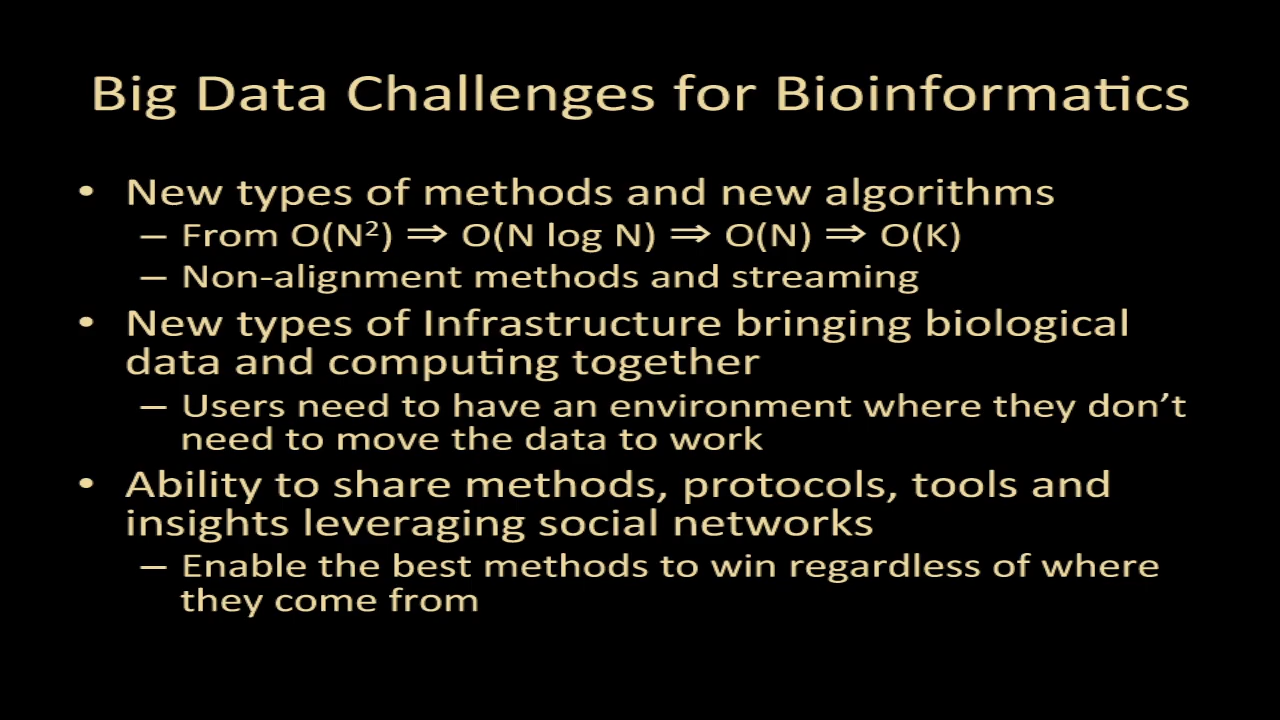 Big Data Challenges for Bioinformatics
• New types of methods and new algorithms
– From O(N²) ⇒ O(N log N) ⇒ O(N) ⇒ O(K)
– Non-alignment methods and streaming
• New types of Infrastructure bringing biological
data and computing together
– Users need to have an environment where they don’t
need to move the data to work
• Ability to share methods, protocols, tools and
insights leveraging social networks
– Enable the best methods to win regardless of where
they come from